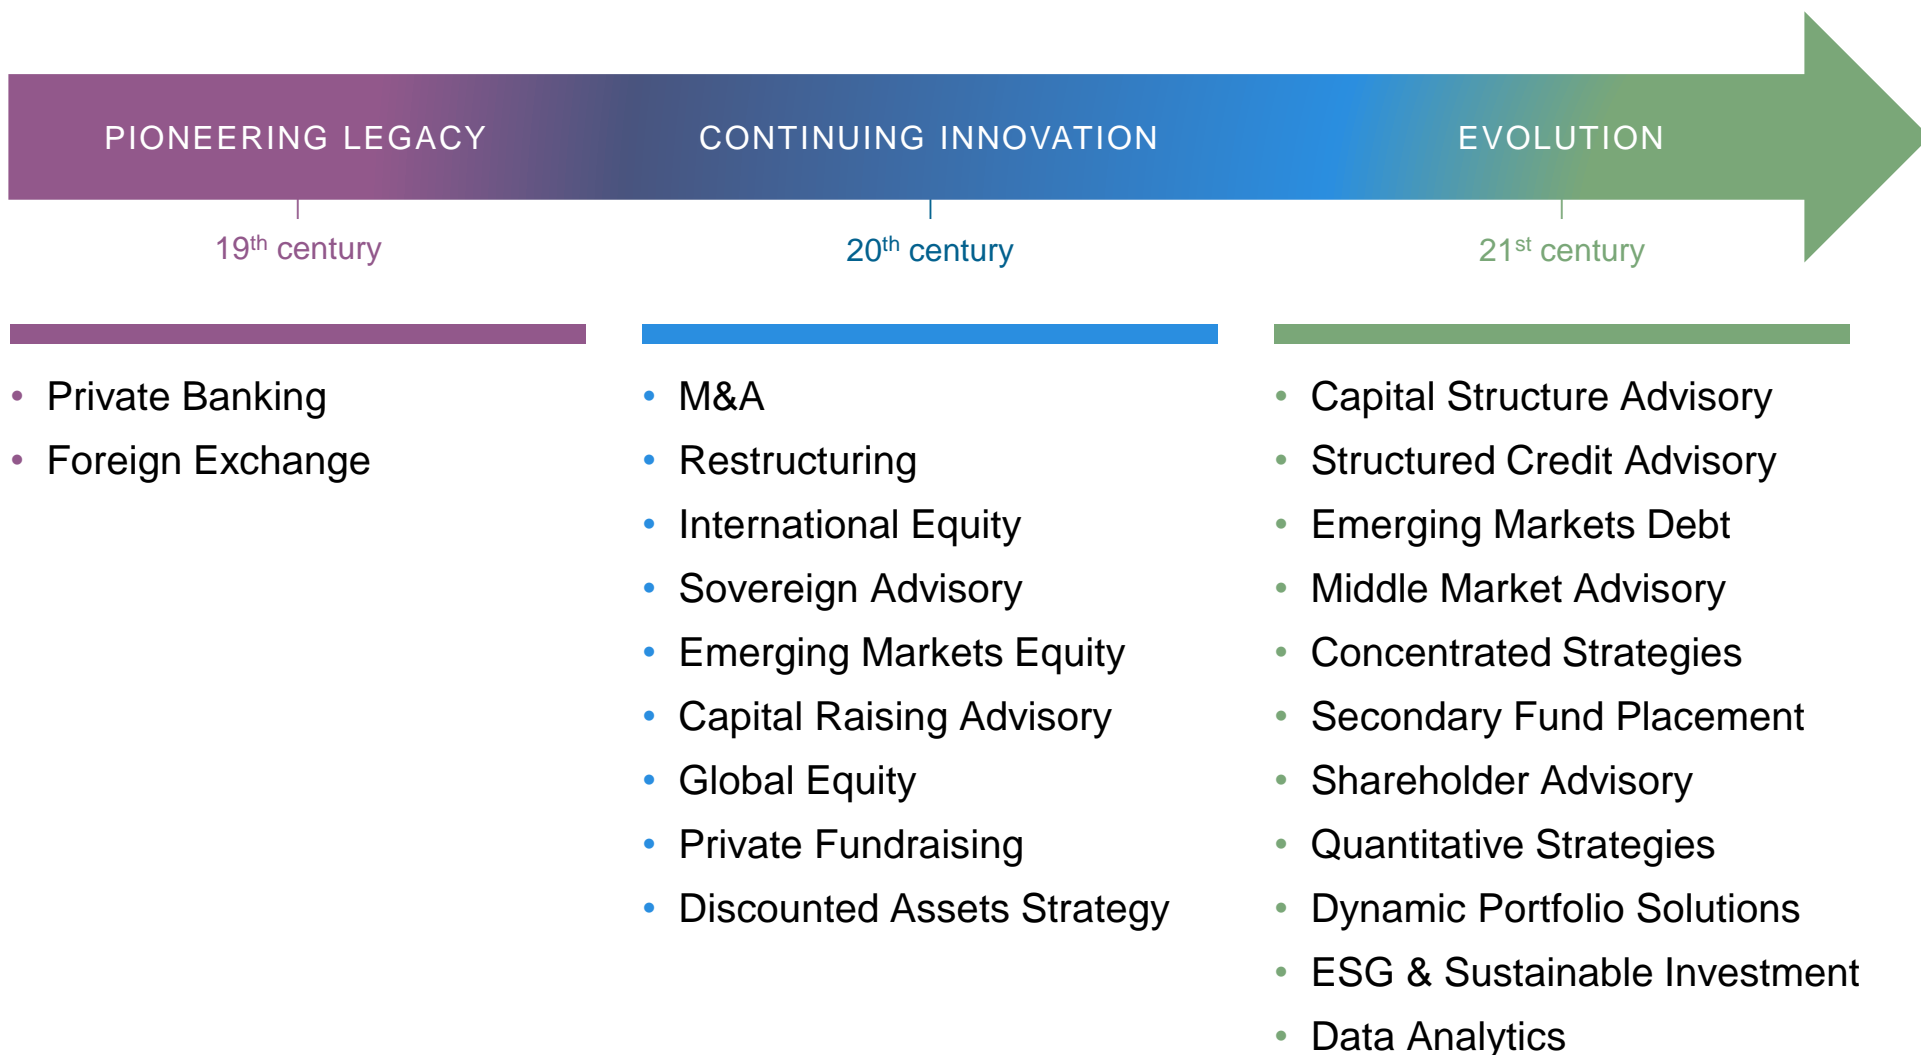 PIONEERING LEGACY
CONTINUING INNOVATION
EVOLUTION
19th century
20th century
21st century
• Private Banking
• Foreign Exchange
• M&A
• Restructuring
• International Equity
• Sovereign Advisory
• Emerging Markets Equity
• Capital Raising Advisory
• Global Equity
• Private Fundraising
• Discounted Assets Strategy
• Capital Structure Advisory
• Structured Credit Advisory
• Emerging Markets Debt
• Middle Market Advisory
• Concentrated Strategies
• Secondary Fund Placement
• Shareholder Advisory
• Quantitative Strategies
• Dynamic Portfolio Solutions
• ESG & Sustainable Investment
• Data Analytics